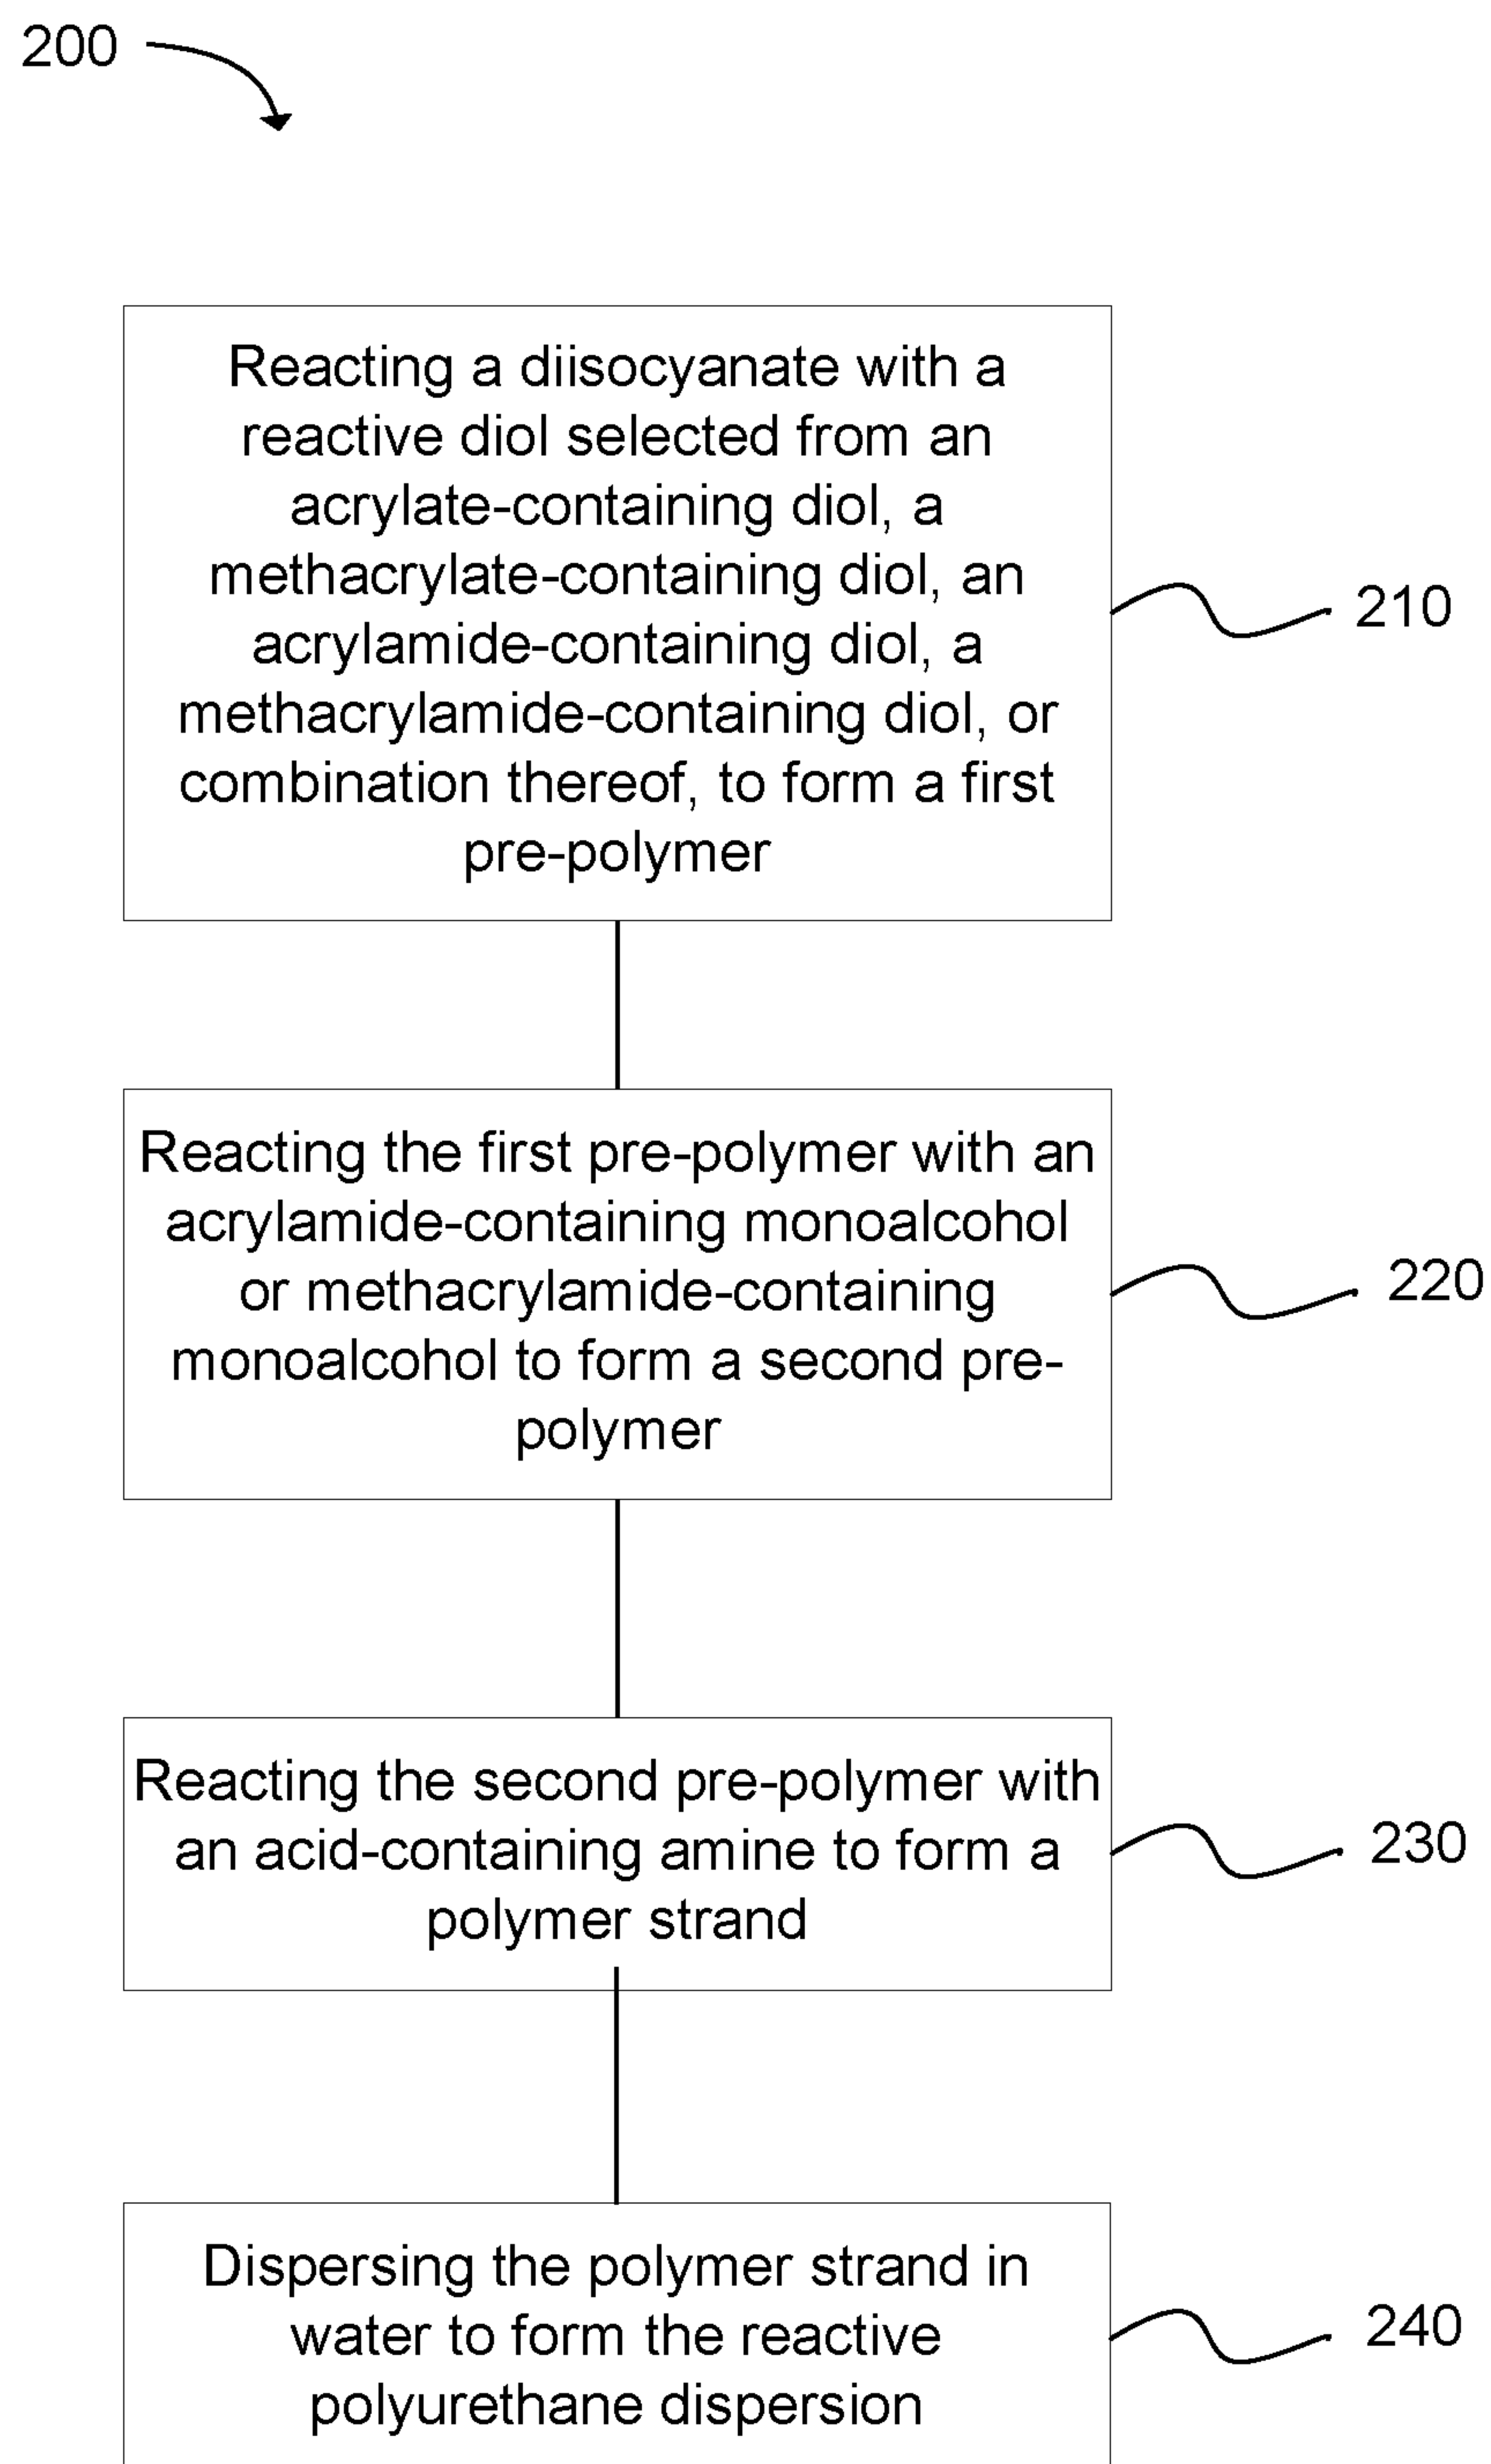 200
Reacting a diisocyanate with a
reactive diol selected from an
acrylate-containing diol, a
methacrylate-containing diol, an
acrylamide-containing diol, a
methacrylamide-containing diol, or
combination thereof, to form a first
pre-polymer
210
Reacting the first pre-polymer with an
acrylamide-containing monoalcohol
or methacrylamide-containing
monoalcohol to form a second pre-
polymer
220
Reacting the second pre-polymer with
an acid-containing amine to form a
polymer strand
230
Dispersing the polymer strand in
water to form the reactive
polyurethane dispersion
240